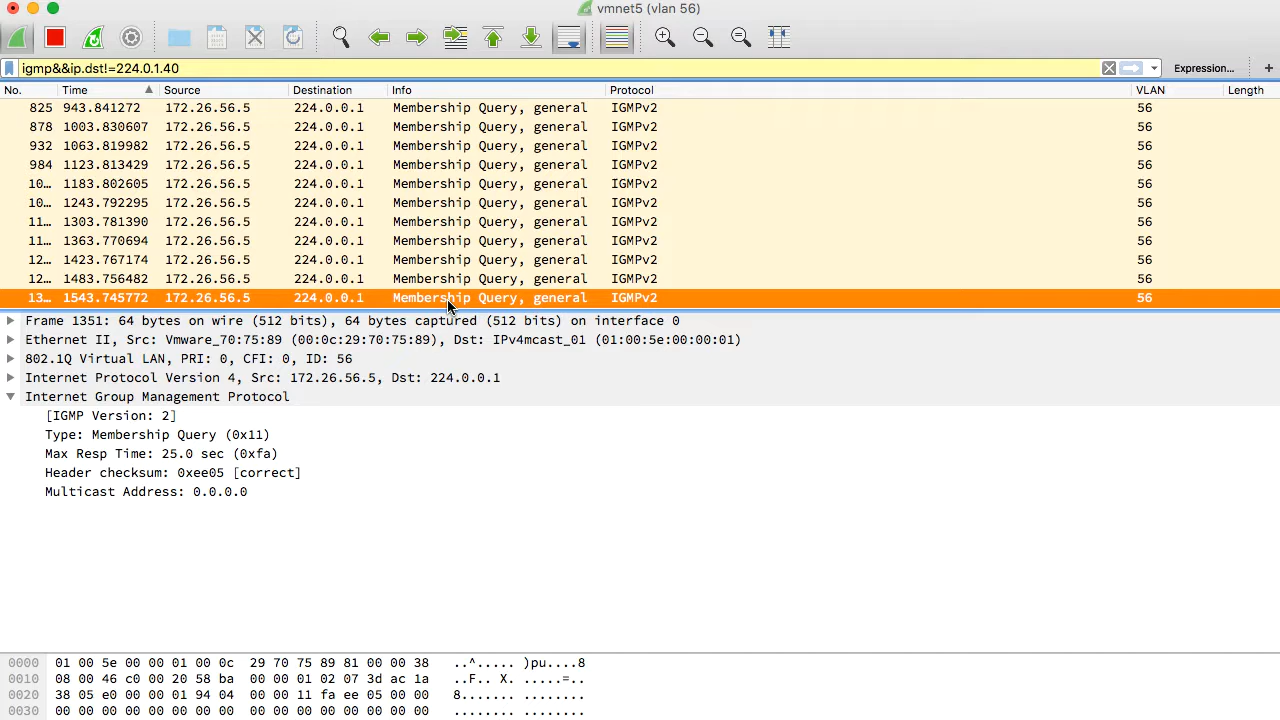 vmnet5 (vlan 56)
igmp&&ip.dst!=224.0.1.40 Expression... +
No. Time Source Destination Info Protocol VLAN Length
825 943.841272 172.26.56.5 224.0.0.1 Membership Query, general IGMPv2 56
878 1003.830607 172.26.56.5 224.0.0.1 Membership Query, general IGMPv2 56
932 1063.819982 172.26.56.5 224.0.0.1 Membership Query, general IGMPv2 56
984 1123.813429 172.26.56.5 224.0.0.1 Membership Query, general IGMPv2 56
10… 1183.802605 172.26.56.5 224.0.0.1 Membership Query, general IGMPv2 56
10… 1243.792295 172.26.56.5 224.0.0.1 Membership Query, general IGMPv2 56
11… 1303.781390 172.26.56.5 224.0.0.1 Membership Query, general IGMPv2 56
11… 1363.770694 172.26.56.5 224.0.0.1 Membership Query, general IGMPv2 56
12… 1423.767174 172.26.56.5 224.0.0.1 Membership Query, general IGMPv2 56
12… 1483.756482 172.26.56.5 224.0.0.1 Membership Query, general IGMPv2 56
13… 1543.745772 172.26.56.5 224.0.0.1 Membership Query, general IGMPv2 56
Frame 1351: 64 bytes on wire (512 bits), 64 bytes captured (512 bits) on interface 0
Ethernet II, Src: Vmware_70:75:89 (00:0c:29:70:75:89), Dst: IPv4mcast_01 (01:00:5e:00:00:01)
802.1Q Virtual LAN, PRI: 0, CFI: 0, ID: 56
Internet Protocol Version 4, Src: 172.26.56.5, Dst: 224.0.0.1
Internet Group Management Protocol
[IGMP Version: 2]
Type: Membership Query (0x11)
Max Resp Time: 25.0 sec (0xfa)
Header checksum: 0xee05 [correct]
Multicast Address: 0.0.0.0
0000 01 00 5e 00 00 01 00 0c 29 70 75 89 81 00 00 38 ..^..... )pu....8
0010 08 00 46 c0 00 20 58 ba 00 00 01 02 07 3d ac 1a ..F.. X. .....=..
0020 38 05 e0 00 00 01 94 04 00 00 11 fa ee 05 00 00 8....... ........
0030 00 00 00 00 00 00 00 00 00 00 00 00 00 00 00 00 ........ ........